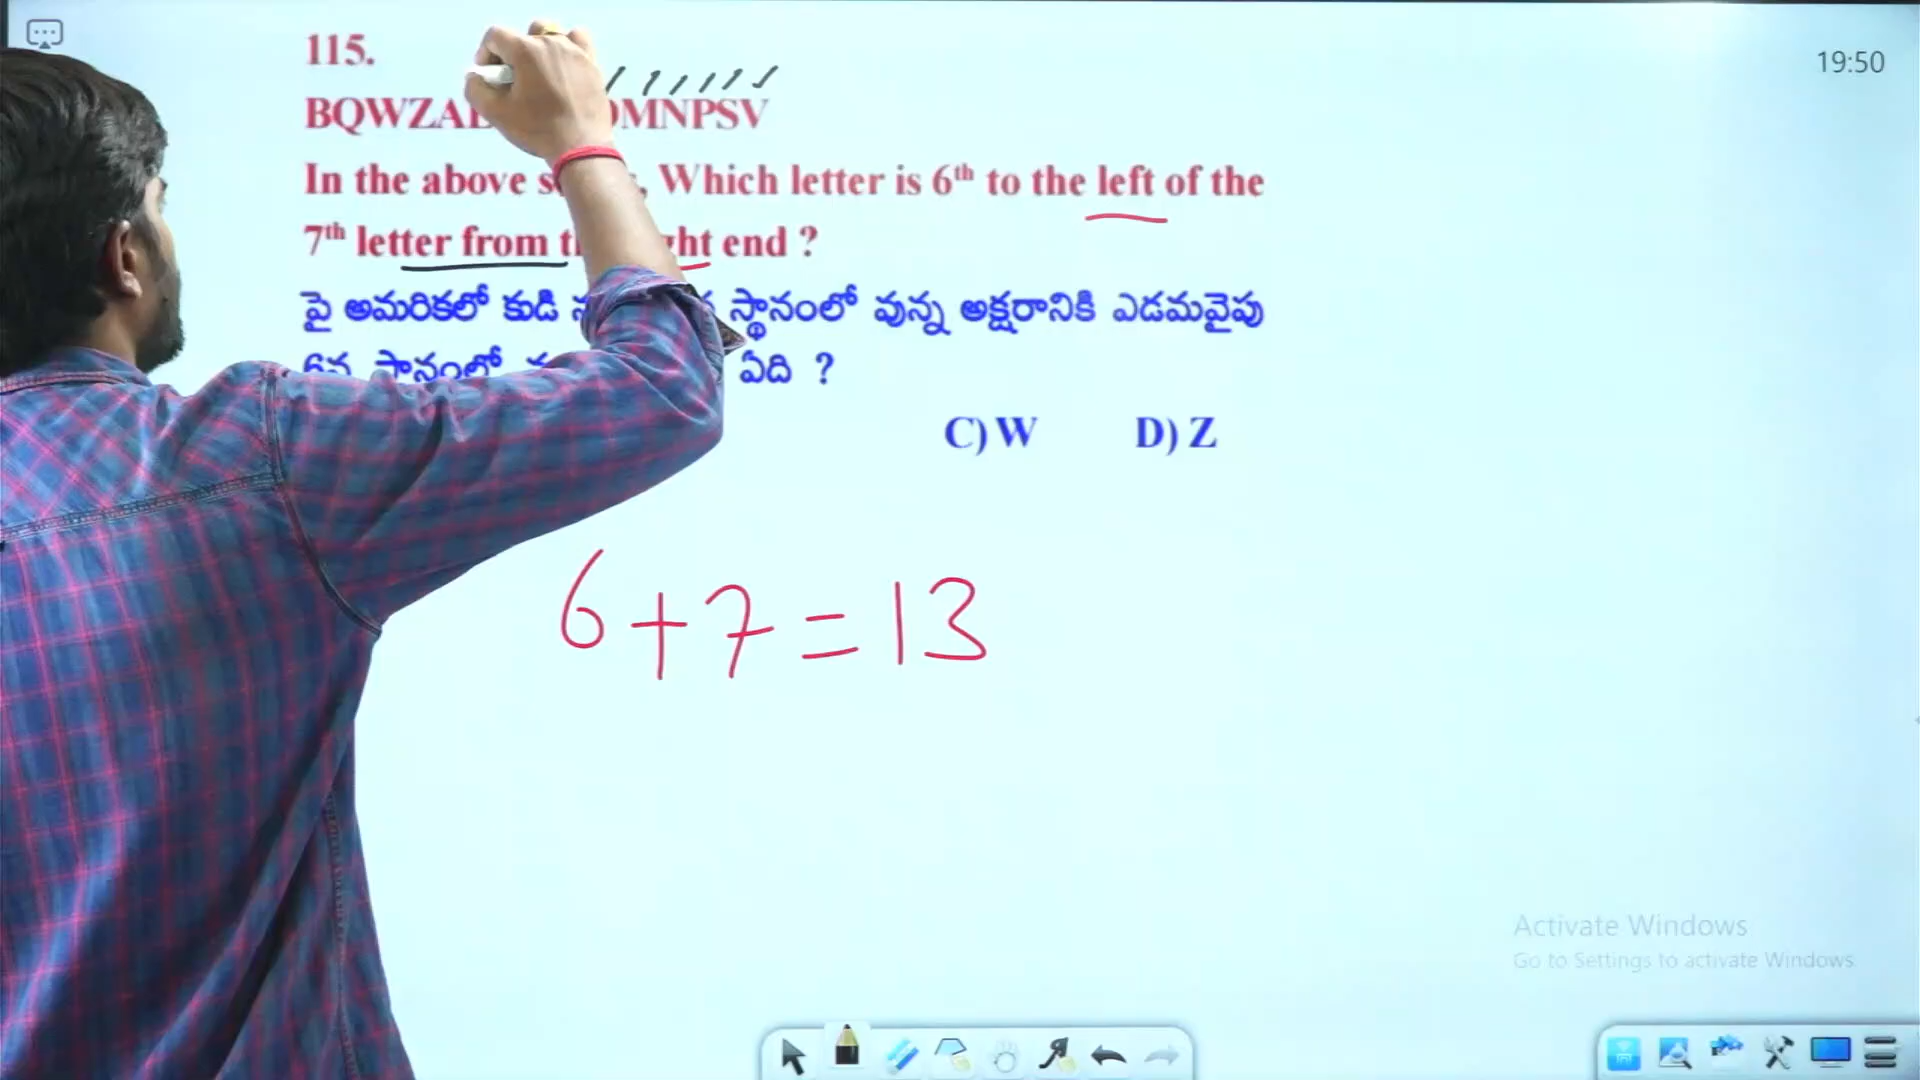 19:50
115.
BQWZA MNPSV
In the above Which letter is 6th to the left of the
7th letter from end ?
పై అమరికలో కుడి స్థానంలో వున్న అక్షరానికి ఎడమవైపు
ఏది ?
C) W D) Z
6+7=13
Activate Windows
Go to Settings to activate Windows